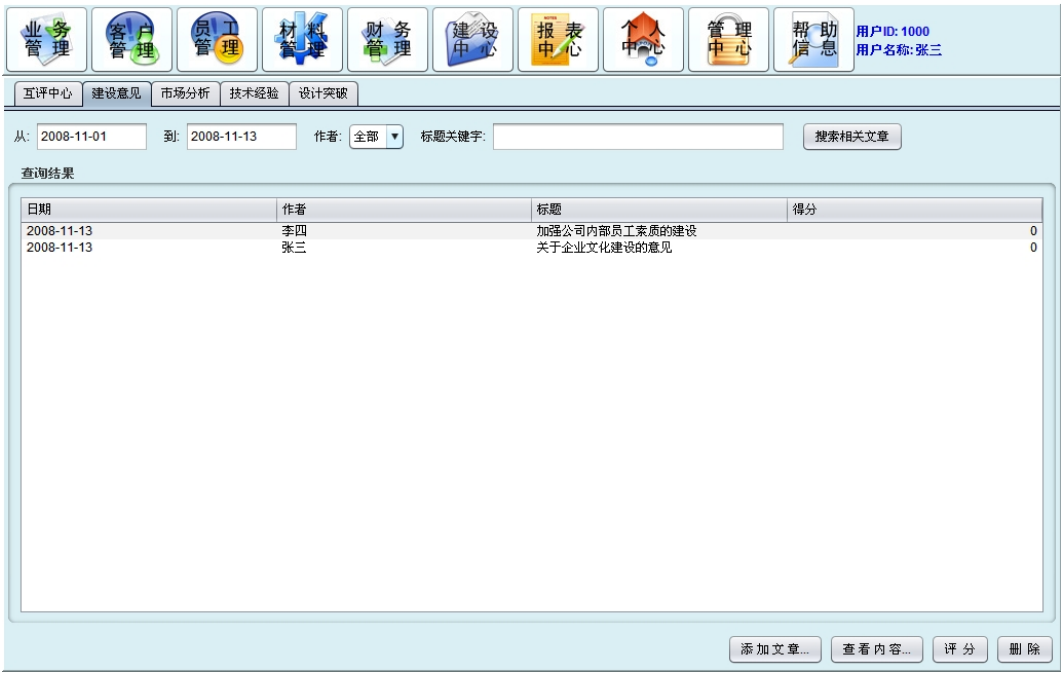 业务管理 客户管理 员工管理 材料管理 财务管理 建设中心 报表中心 个人中心 管理中心 帮助信息 用户ID: 1000
用户名称: 张三
互评中心 建设意见 市场分析 技术经验 设计突破
从: 2008-11-01 到: 2008-11-13 作者: 全部 标题关键字: 搜索相关文章
查询结果
日期 作者 标题 得分
2008-11-13 李四 加强公司内部员工素质的建设 0
2008-11-13 张三 关于企业文化建设的意见 0
添加文章... 查看内容... 评分 删除